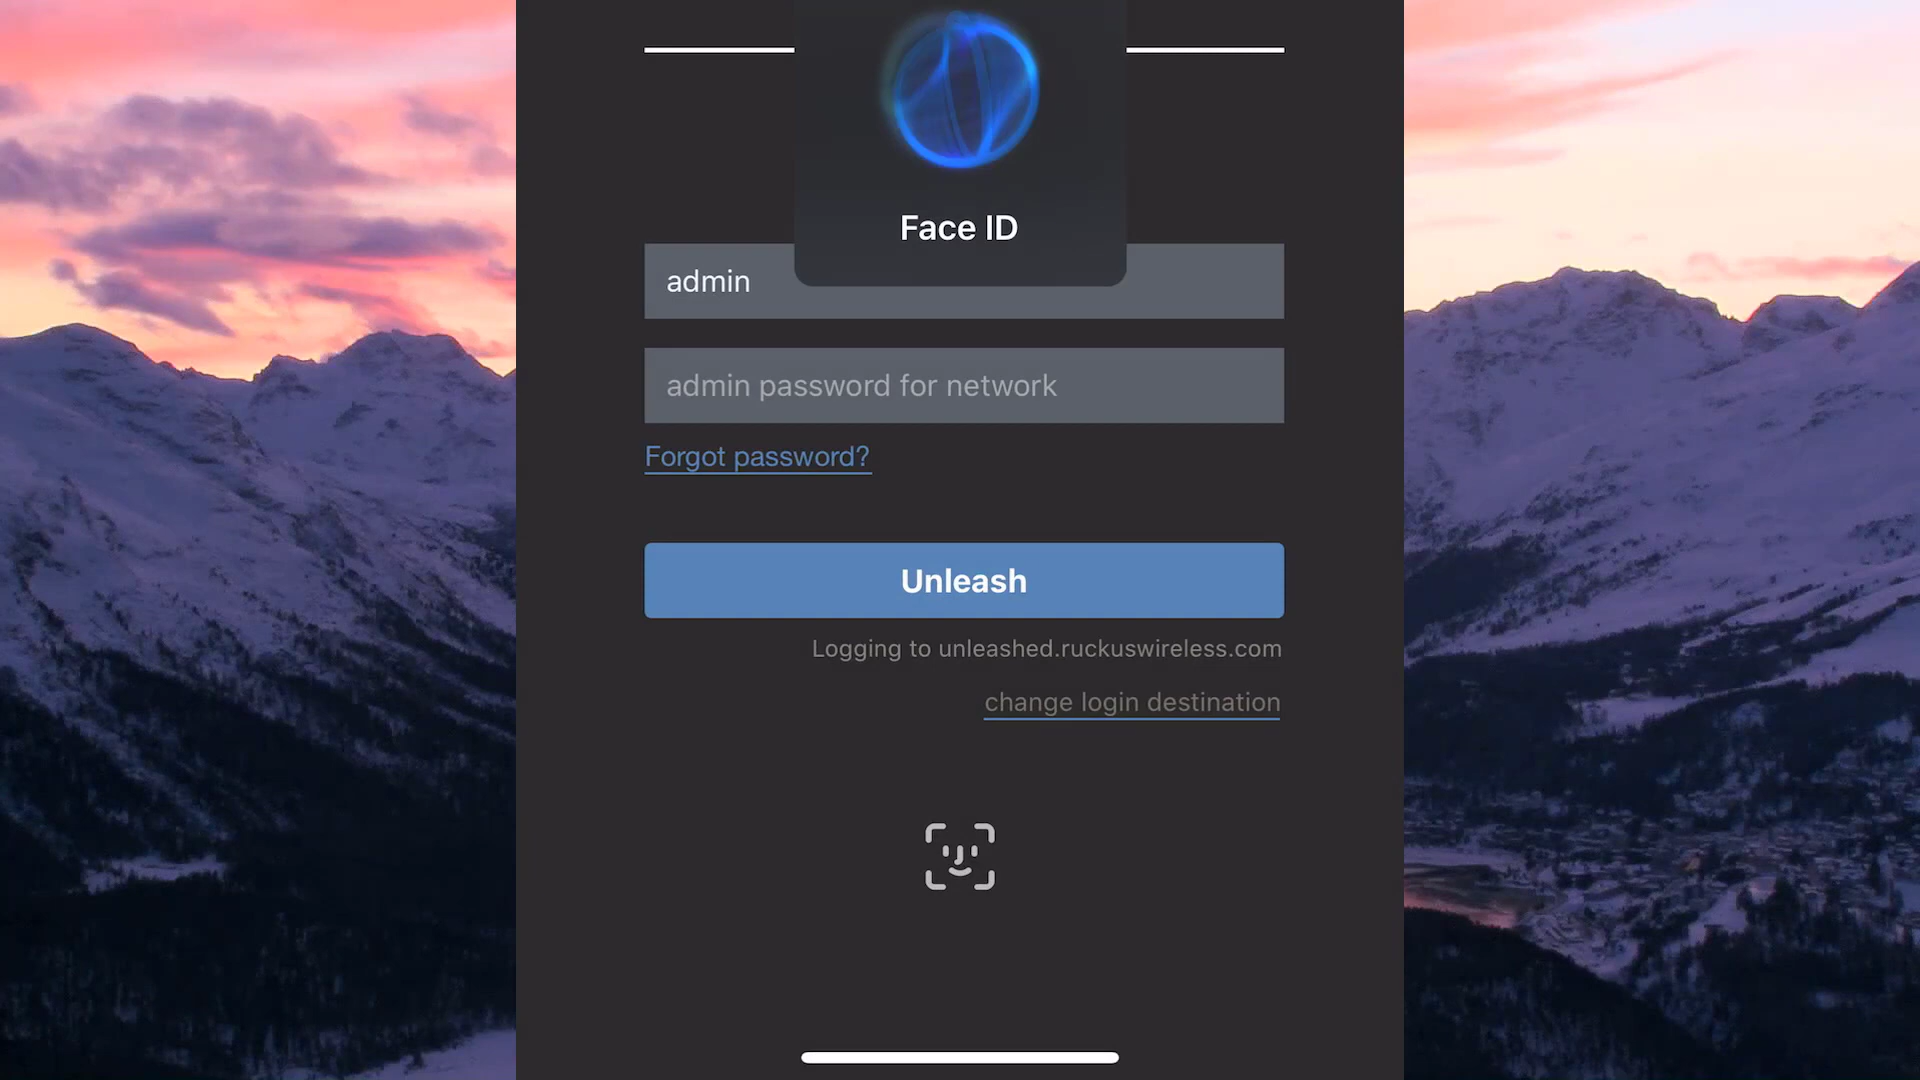 Face ID
admin
admin password for network
Forgot password?
Unleash
Logging to unleashed.ruckuswireless.com
change login destination